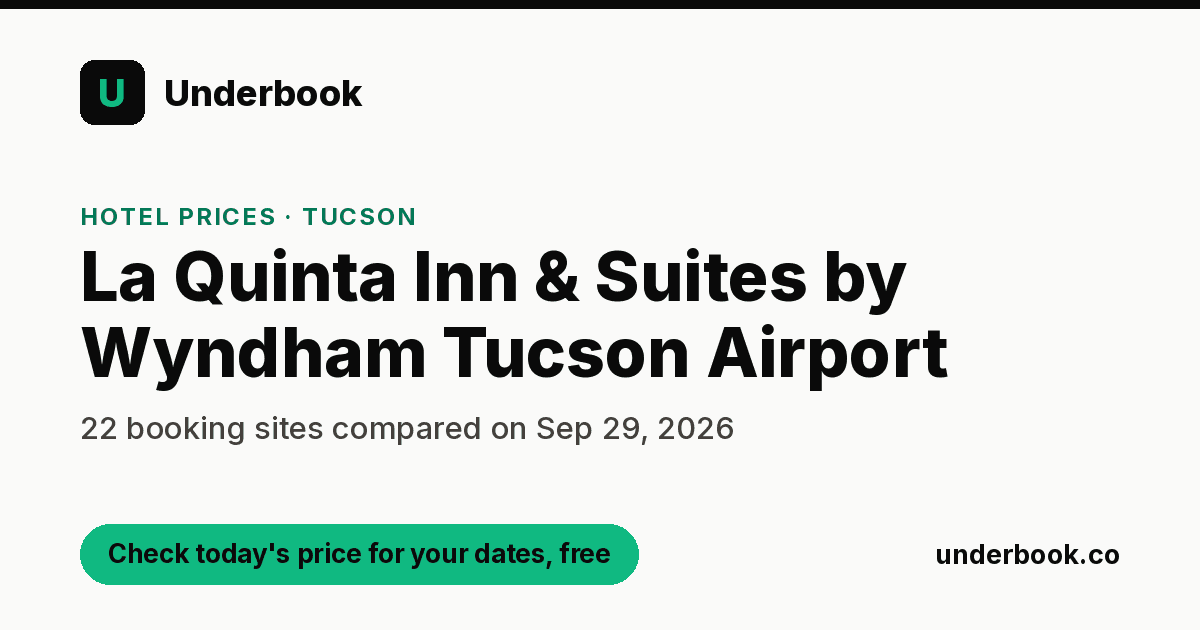 U Underbook
HOTEL PRICES · TUCSON
La Quinta Inn & Suites by
Wyndham Tucson Airport
22 booking sites compared on Sep 29, 2026
Check today's price for your dates, free
underbook.co